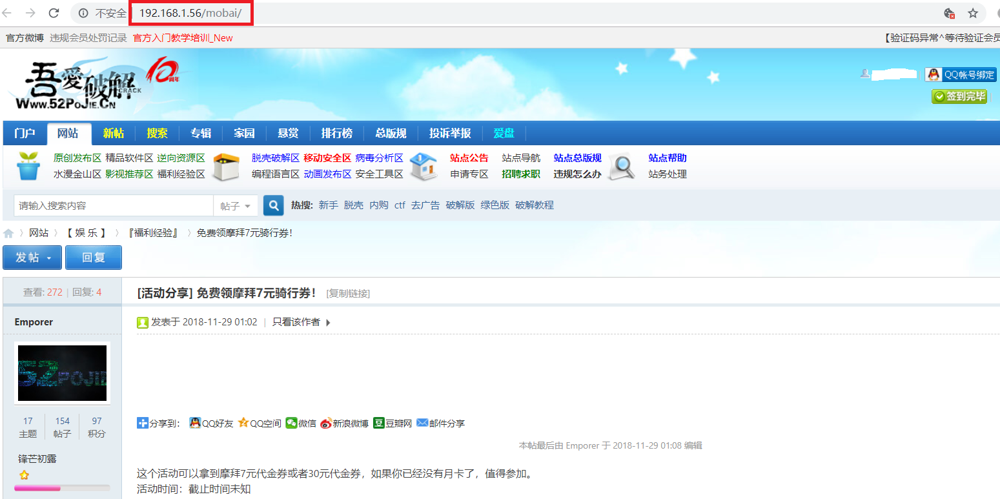 不安全 192.168.1.56/mobai/
官方微博 违规会员处罚记录 官方入门教学培训_New 【验证码异常^等待验证会员
吾愛破解 10周年
CRACK
Www.52PoJie.Cn
QQ帐号绑定
签到完毕
门户 网站 新帖 搜索 专辑 家园 悬赏 排行榜 总版规 投诉举报 爱盘
原创发布区 精品软件区 逆向资源区 脱壳破解区 移动安全区 病毒分析区 站点公告 站点导航 站点总版规 站点帮助
水漫金山区 影视推荐区 福利经验区 编程语言区 动画发布区 安全工具区 申请专区 招聘求职 违规怎么办 站务处理
请输入搜索内容 帖子 热搜: 新手 脱壳 内购 ctf 去广告 破解版 绿色版 破解教程
〉网站 〉【 娱 乐 】 〉『福利经验』 〉免费领摩拜7元骑行券！
发帖 回复
查看: 272 | 回复: 4 [活动分享] 免费领摩拜7元骑行券！ [复制链接]
Emporer 发表于 2018-11-29 01:02 | 只看该作者
52POJIE
17 154 97
主题 帖子 积分
锋芒初露
分享到: QQ好友 QQ空间 微信 新浪微博 豆 豆瓣网 邮件分享
本帖最后由 Emporer 于 2018-11-29 01:08 编辑
这个活动可以拿到摩拜7元代金券或者30元代金券，如果你已经没有月卡了，值得参加。
活动时间：截止时间未知